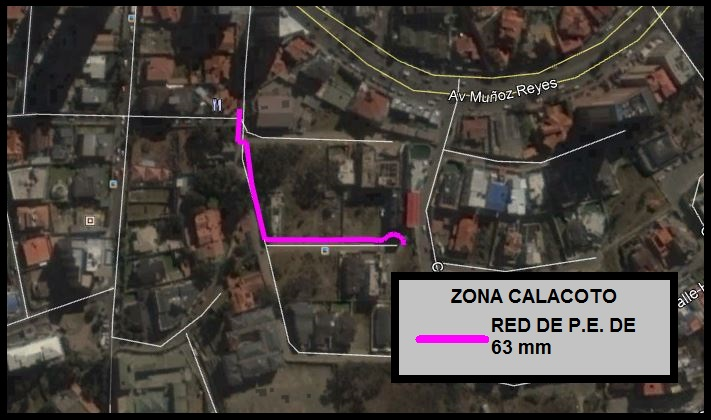 Av Muñoz Reyes
ZONA CALACOTO
RED DE P.E. DE
63 mm